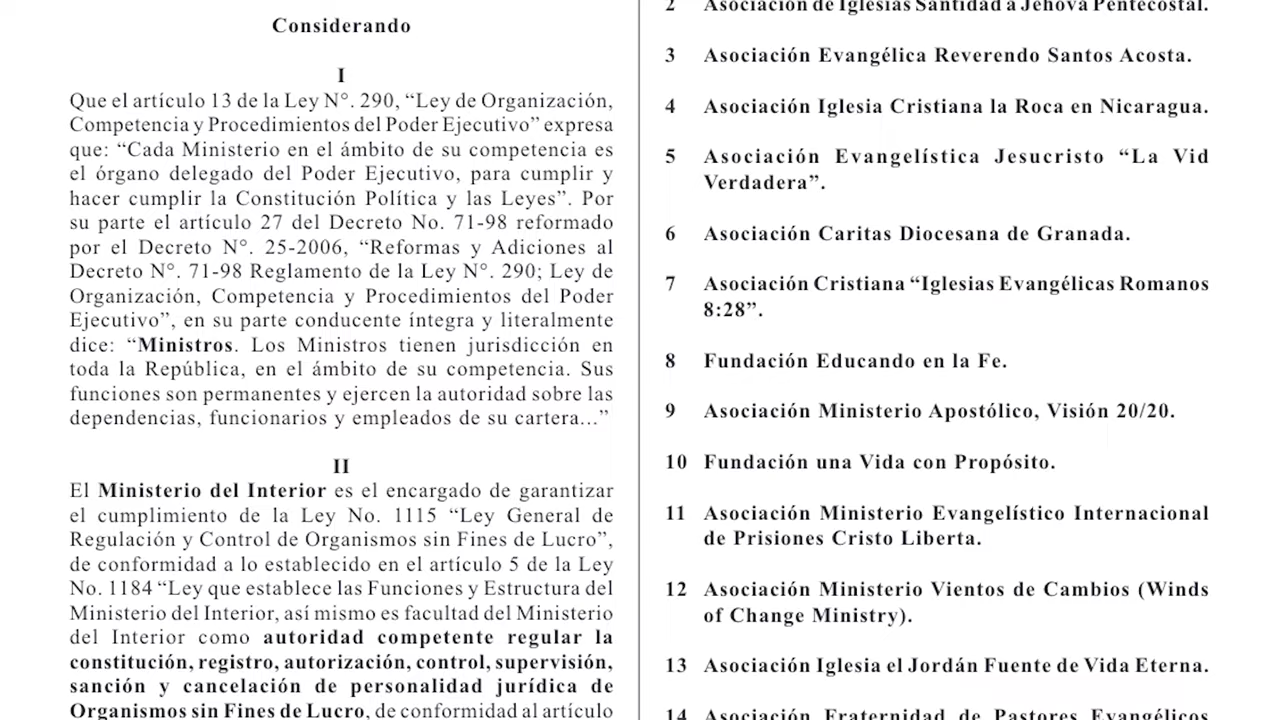 Considerando
I
Que el artículo 13 de la Ley N°. 290, “Ley de Organización,
Competencia y Procedimientos del Poder Ejecutivo” expresa
que: “Cada Ministerio en el ámbito de su competencia es
el órgano delegado del Poder Ejecutivo, para cumplir y
hacer cumplir la Constitución Política y las Leyes”. Por
su parte el artículo 27 del Decreto No. 71-98 reformado
por el Decreto N°. 25-2006, “Reformas y Adiciones al
Decreto N°. 71-98 Reglamento de la Ley N°. 290; Ley de
Organización, Competencia y Procedimientos del Poder
Ejecutivo”, en su parte conducente íntegra y literalmente
dice: “Ministros. Los Ministros tienen jurisdicción en
toda la República, en el ámbito de su competencia. Sus
funciones son permanentes y ejercen la autoridad sobre las
dependencias, funcionarios y empleados de su cartera...”
II
El Ministerio del Interior es el encargado de garantizar
el cumplimiento de la Ley No. 1115 “Ley General de
Regulación y Control de Organismos sin Fines de Lucro”,
de conformidad a lo establecido en el artículo 5 de la Ley
No. 1184 “Ley que establece las Funciones y Estructura del
Ministerio del Interior, así mismo es facultad del Ministerio
del Interior como autoridad competente regular la
constitución, registro, autorización, control, supervisión,
sanción y cancelación de personalidad jurídica de
Organismos sin Fines de Lucro, de conformidad al artículo
2 Asociación de Iglesias Santidad a Jehová Pentecostal.
3 Asociación Evangélica Reverendo Santos Acosta.
4 Asociación Iglesia Cristiana la Roca en Nicaragua.
5 Asociación Evangelística Jesucristo “La Vid
Verdadera”.
6 Asociación Caritas Diocesana de Granada.
7 Asociación Cristiana “Iglesias Evangélicas Romanos
8:28”.
8 Fundación Educando en la Fe.
9 Asociación Ministerio Apostólico, Visión 20/20.
10 Fundación una Vida con Propósito.
11 Asociación Ministerio Evangelístico Internacional
de Prisiones Cristo Liberta.
12 Asociación Ministerio Vientos de Cambios (Winds
of Change Ministry).
13 Asociación Iglesia el Jordán Fuente de Vida Eterna.
14 Asociación Fraternidad de Pastores Evangélicos